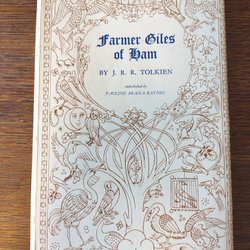 Farmer Giles
of Ham
BY J. R. R. TOLKIEN
embellished by
PAULINE DIANA BAYNES